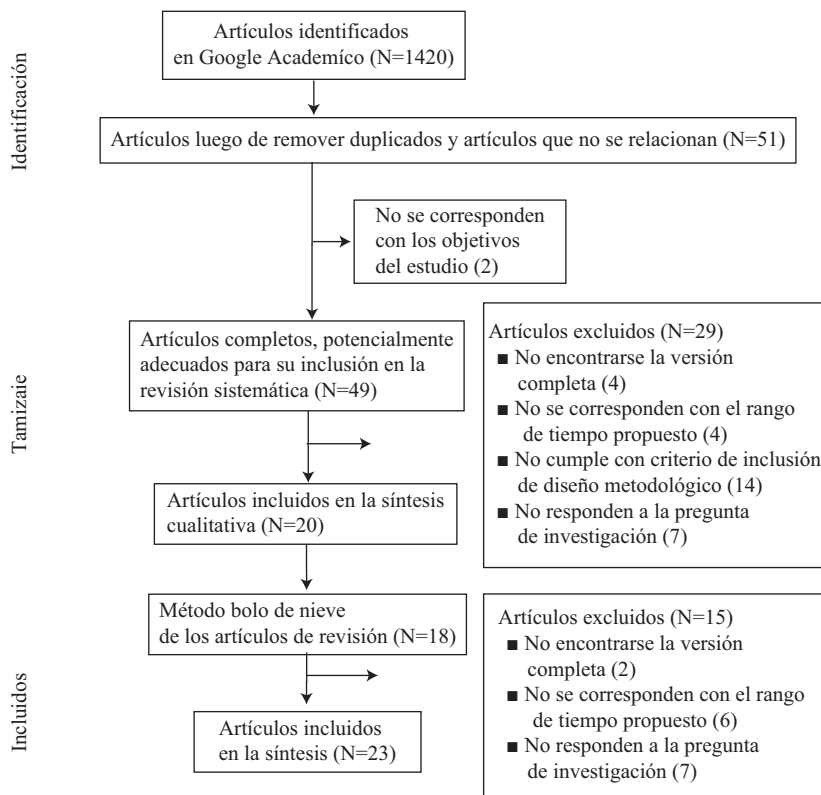 Identificación
Artículos identificados
en Google Academíco (N=1420)
Artículos luego de remover duplicados y artículos que no se relacionan (N=51)
No se corresponden
con los objetivos
del estudio (2)
Tamizaie
Artículos completos, potencialmente
adecuados para su inclusión en la
revisión sistemática (N=49)
Artículos excluidos (N=29)
■ No encontrarse la versión
completa (4)
■ No se corresponden con el rango
de tiempo propuesto (4)
■ No cumple con criterio de inclusión
de diseño metodológico (14)
■ No responden a la pregunta
de investigación (7)
Artículos incluidos en la síntesis
cualitativa (N=20)
Incluidos
Método bolo de nieve
de los artículos de revisión (N=18)
Artículos excluidos (N=15)
■ No encontrarse la versión
completa (2)
■ No se corresponden con el rango
de tiempo propuesto (6)
■ No responden a la pregunta
de investigación (7)
Artículos incluidos
en la síntesis (N=23)